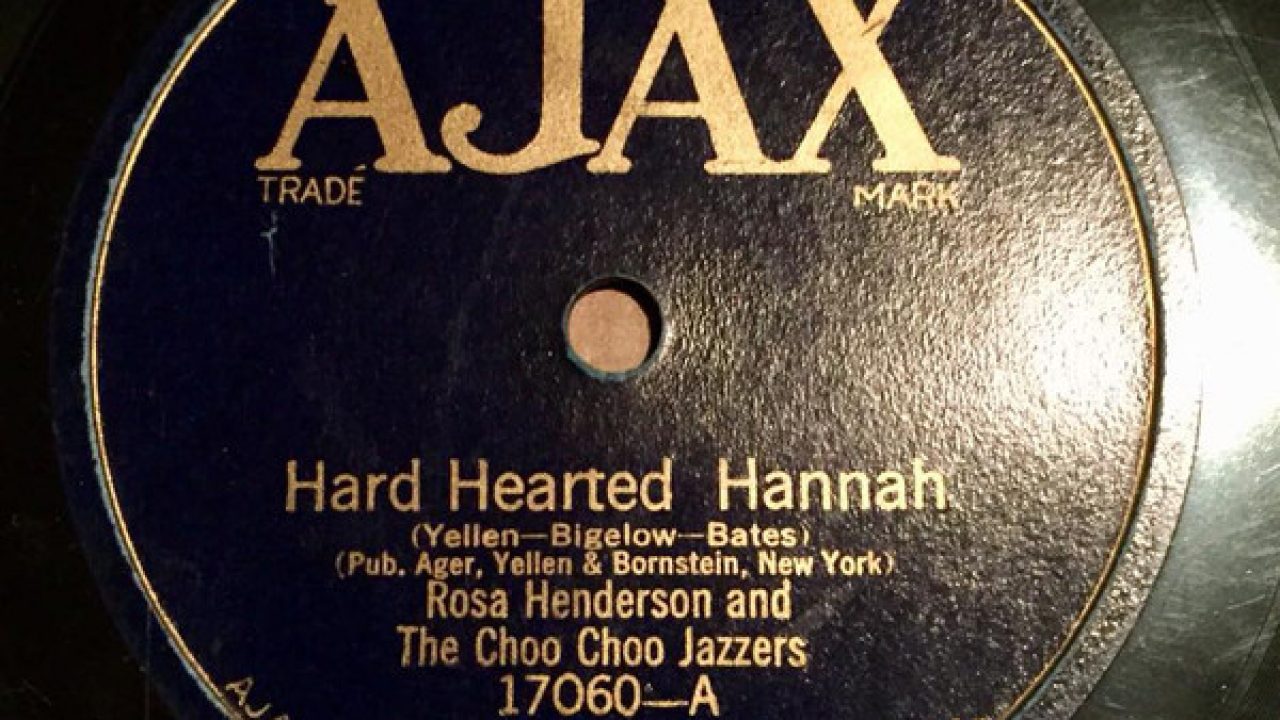 AJAX
TRADE MARK
Hard Hearted Hannah
(Yellen—Bigelow—Bates)
(Pub. Ager, Yellen & Bornstein, New York)
Rosa Henderson and
The Choo Choo Jazzers
17060—A